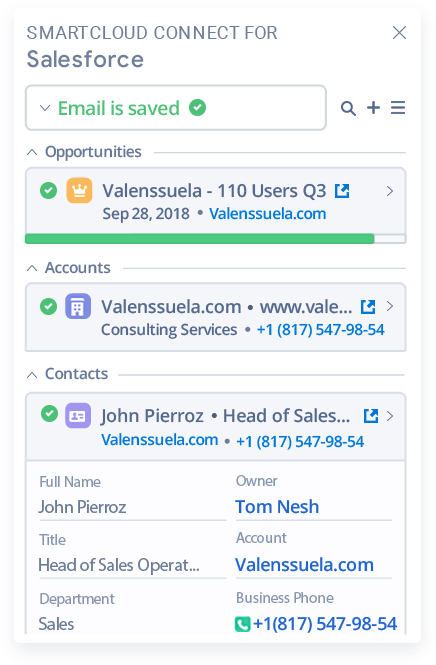 SMARTCLOUD CONNECT FOR
Salesforce
Email is saved
Opportunities
Valenssuela - 110 Users Q3
Sep 28, 2018 • Valenssuela.com
Accounts
Valenssuela.com • www.vale...
Consulting Services • +1 (817) 547-98-54
Contacts
John Pierroz • Head of Sales...
Valenssuela.com • +1 (817) 547-98-54
Full Name
John Pierroz
Owner
Tom Nesh
Title
Head of Sales Operat...
Account
Valenssuela.com
Department
Sales
Business Phone
+1(817) 547-98-54